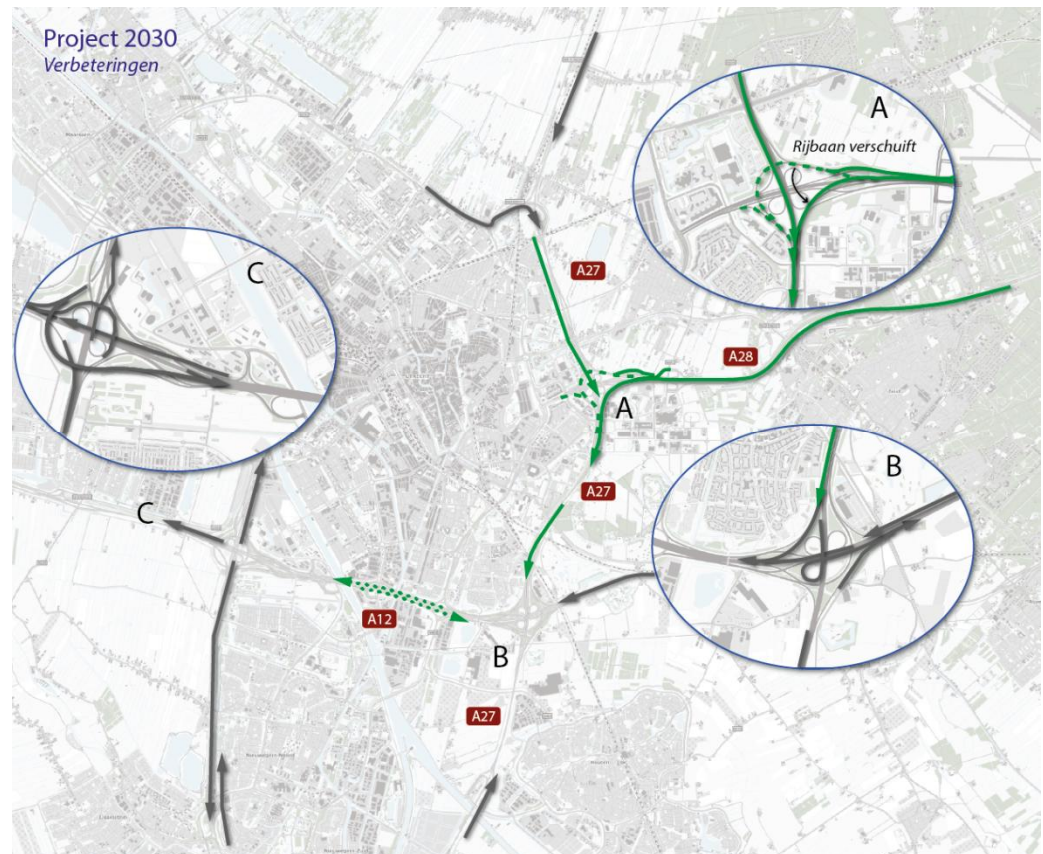 Project 2030
Verbeteringen
A
Rijbaan verschuift
C
A27
A28
A
B
A27
C
A12
B
A27